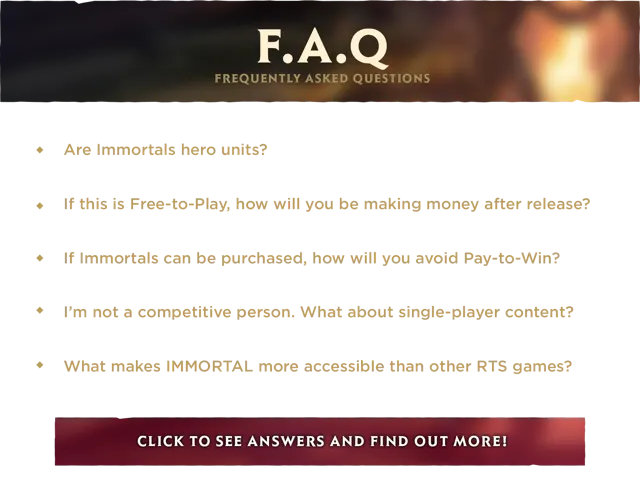 F.A.Q
FREQUENTLY ASKED QUESTIONS
Are Immortals hero units?
If this is Free-to-Play, how will you be making money after release?
If Immortals can be purchased, how will you avoid Pay-to-Win?
I'm not a competitive person. What about single-player content?
What makes IMMORTAL more accessible than other RTS games?
CLICK TO SEE ANSWERS AND FIND OUT MORE!